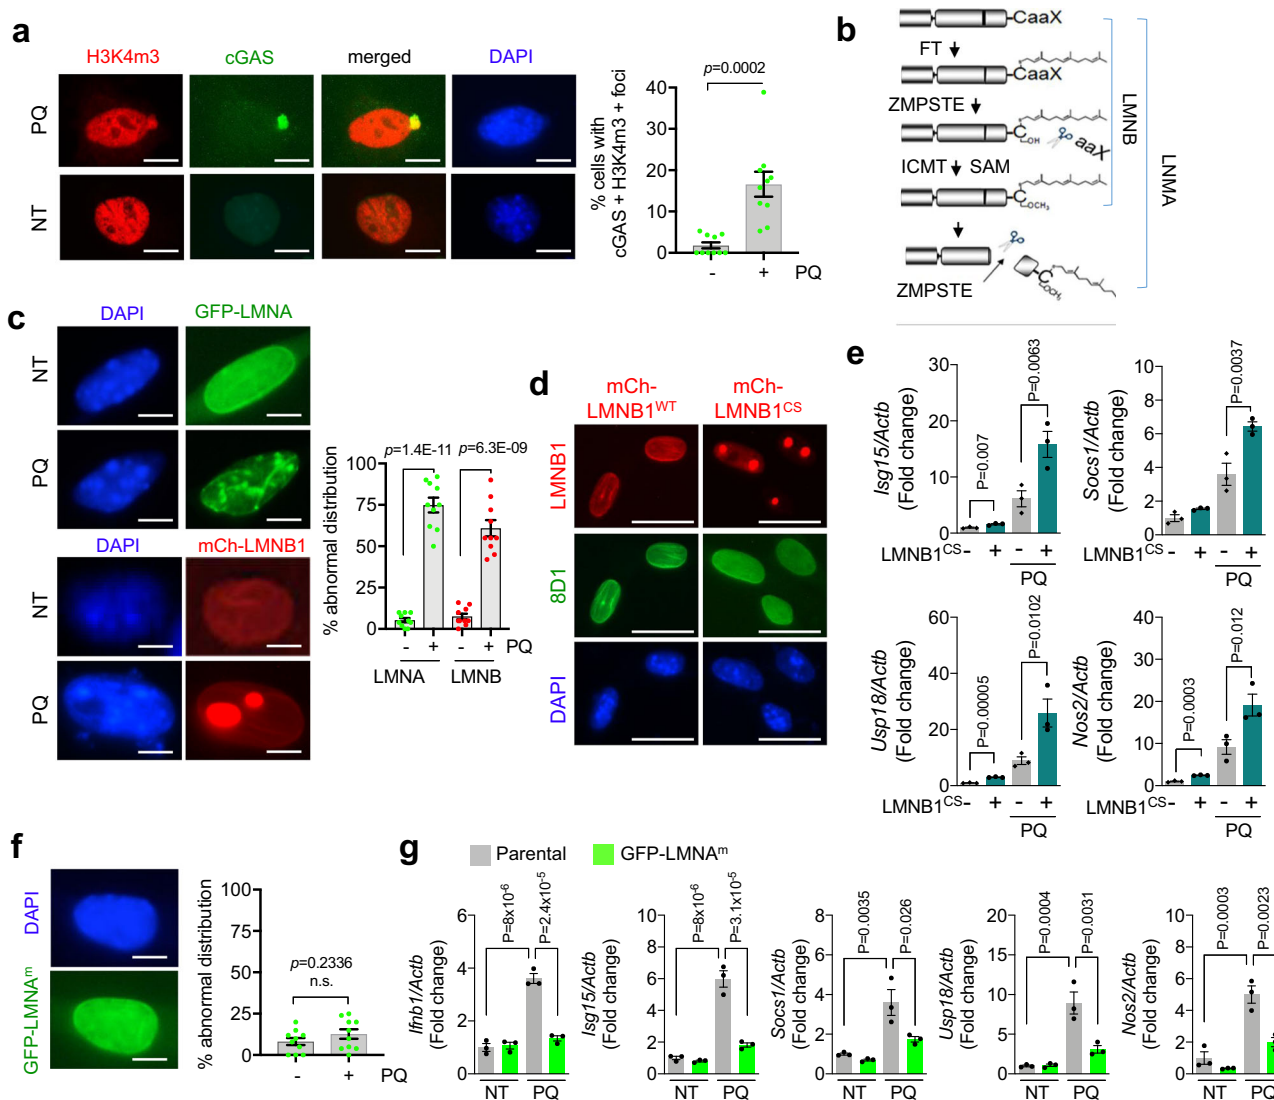 a
H3K4m3
cGAS
merged
DAPI
PQ
NT
% cells with
cGAS + H3K4m3 + foci
p=0.0002
40
30
20
10
0
- + PQ
b
CaaX
FT
CaaX
ZMPSTE
C
OH
aaX
ICMT SAM
C
OCH3
ZMPSTE
C
OCH3
LMNB
LNMA
c
DAPI
GFP-LMNA
NT
PQ
DAPI
mCh-LMNB1
NT
PQ
% abnormal distribution
p=1.4E-11
p=6.3E-09
100
75
50
25
0
- + - + PQ
LMNA LMNB
d
mCh-
LMNB1WT
mCh-
LMNB1CS
LMNB1
8D1
DAPI
e
Isg15/Actb
(Fold change)
30
20
10
0
P=0.007
P=0.0063
LMNB1CS - + - +
PQ
Socs1/Actb
(Fold change)
10
8
6
4
2
0
P=0.0037
LMNB1CS - + - +
PQ
Usp18/Actb
(Fold change)
60
40
20
0
P=0.00005
P=0.0102
LMNB1CS - + - +
PQ
Nos2/Actb
(Fold change)
40
30
20
10
0
P=0.0003
P=0.012
LMNB1CS - + - +
PQ
f
DAPI
GFP-LMNAm
% abnormal distribution
100
75
50
25
0
p=0.2336
n.s.
- + PQ
g
Parental
GFP-LMNAm
Ifnb1/Actb
(Fold change)
6
4
2
0
P=8x10-6
P=2.4x10-5
NT PQ
Isg15/Actb
(Fold change)
10
8
6
4
2
0
P=8x10-6
P=3.1x10-5
NT PQ
Socs1/Actb
(Fold change)
10
8
6
4
2
0
P=0.0035
P=0.026
NT PQ
Usp18/Actb
(Fold change)
20
15
10
5
0
P=0.0004
P=0.0031
NT PQ
Nos2/Actb
(Fold change)
10
8
6
4
2
0
P=0.0003
P=0.0023
NT PQ